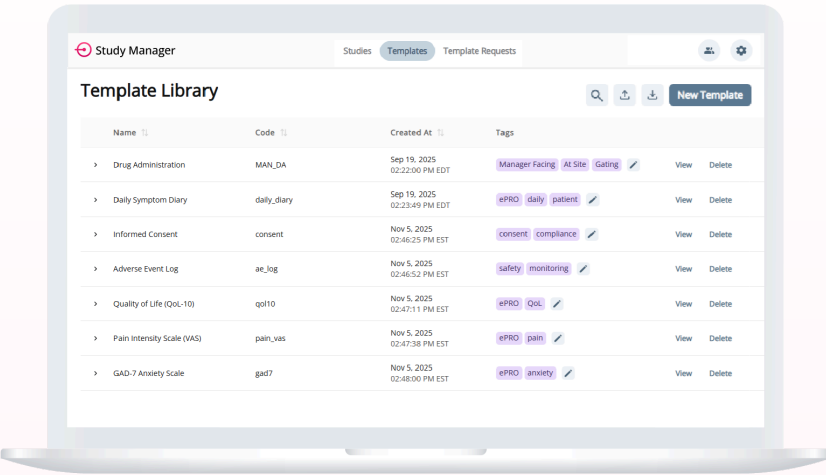 Study Manager
Studies Templates Template Requests
Template Library
New Template
Name Code Created At Tags
Drug Administration MAN_DA Sep 19, 2025 02:22:00 PM EDT Manager Facing At Site Gating View Delete
Daily Symptom Diary daily_diary Sep 19, 2025 02:23:49 PM EDT ePRO daily patient View Delete
Informed Consent consent Nov 5, 2025 02:46:25 PM EST consent compliance View Delete
Adverse Event Log ae_log Nov 5, 2025 02:46:52 PM EST safety monitoring View Delete
Quality of Life (QoL-10) qol10 Nov 5, 2025 02:47:11 PM EST ePRO QoL View Delete
Pain Intensity Scale (VAS) pain_vas Nov 5, 2025 02:47:38 PM EST ePRO pain View Delete
GAD-7 Anxiety Scale gad7 Nov 5, 2025 02:48:00 PM EST ePRO anxiety View Delete